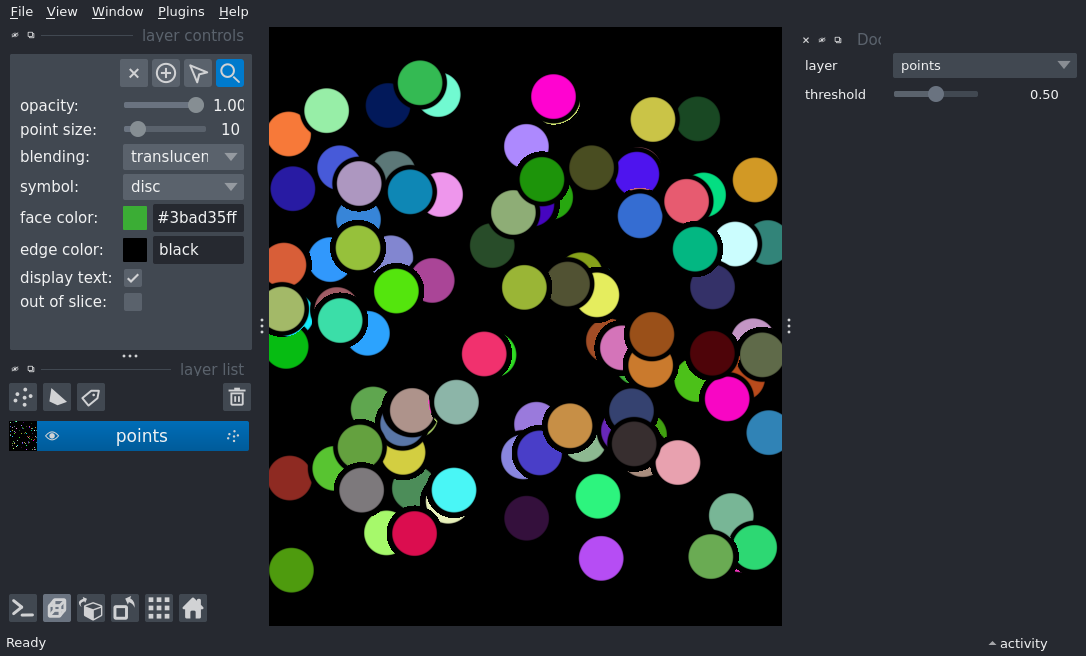 File View Window Plugins Help
layer controls
opacity: 1.00
point size: 10
blending: translucen
symbol: disc
face color: #3bad35ff
edge color: black
display text:
out of slice:
layer list
points
Ready
Doc
layer points
threshold 0.50
activity